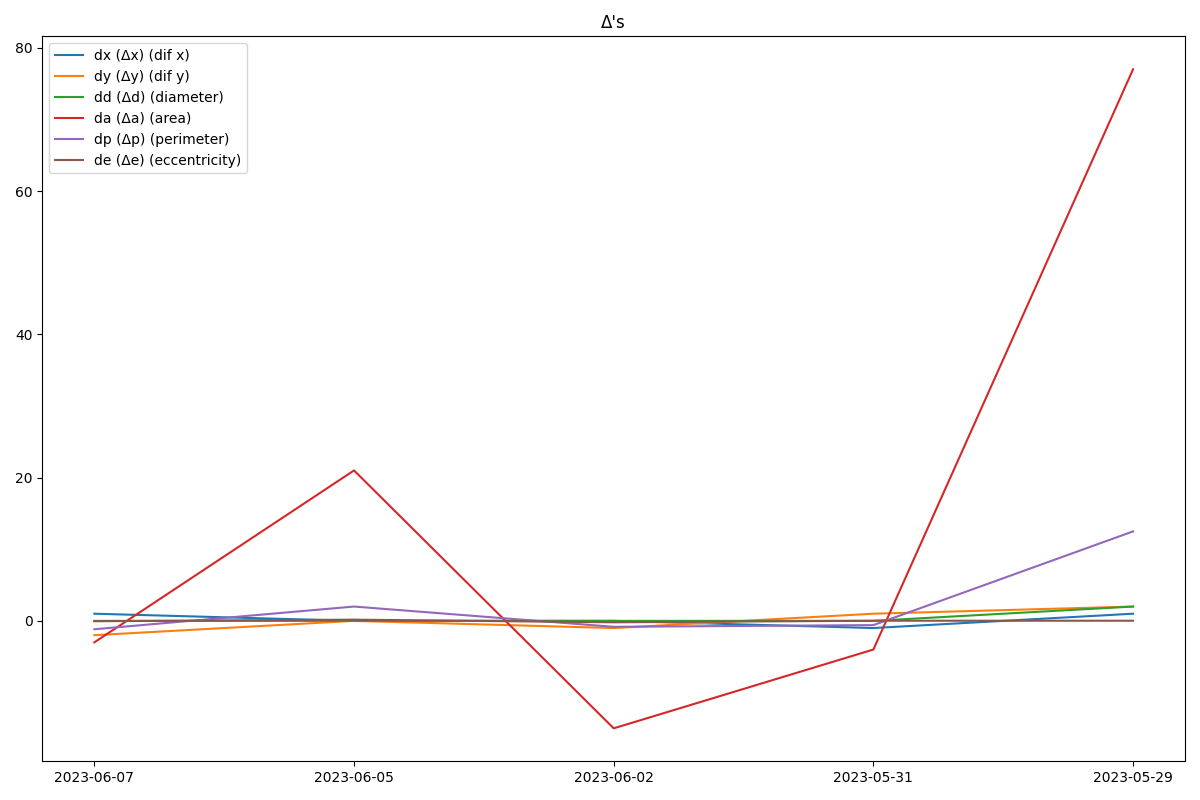 Δ's
dx (Δx) (dif x)
dy (Δy) (dif y)
dd (Δd) (diameter)
da (Δa) (area)
dp (Δp) (perimeter)
de (Δe) (eccentricity)
80
60
40
20
0
2023-06-07 2023-06-05 2023-06-02 2023-05-31 2023-05-29